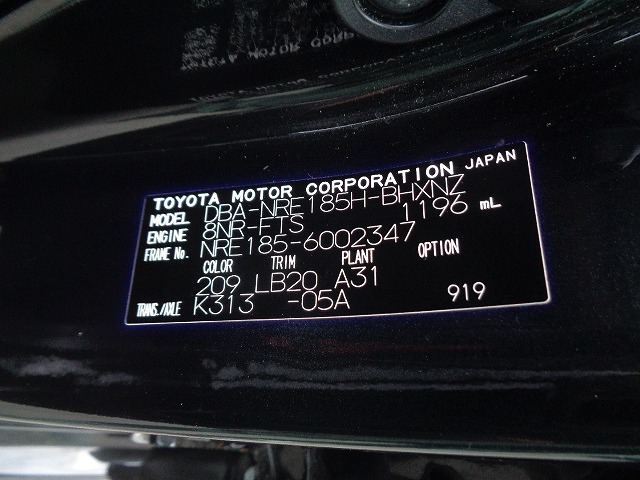 TOYOTA MOTOR CORPORATION JAPAN
MODEL DBA-NRE185H-BHXNZ
ENGINE 8NR-FTS 1196 mL
FRAME No. NRE185-6002347
COLOR TRIM PLANT OPTION
209 LB20 A31
TRANS./AXLE K313 -05A 919